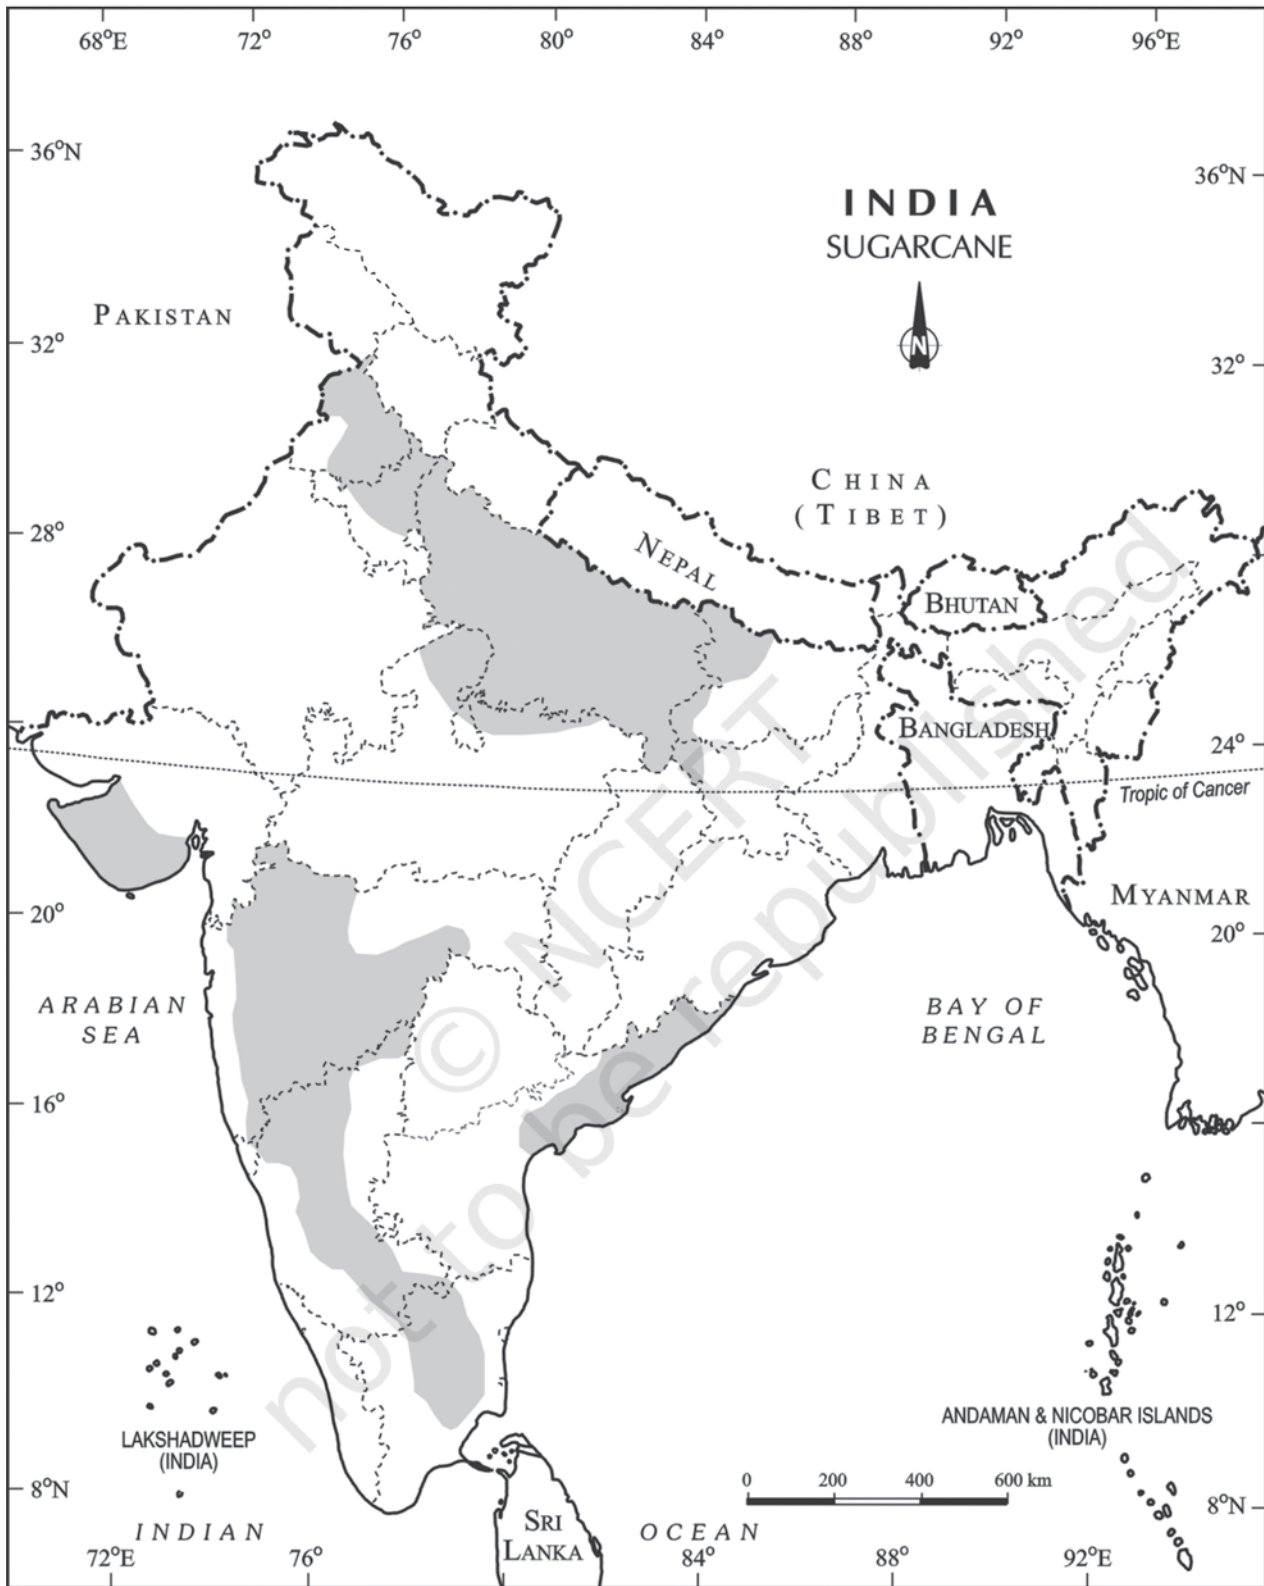 68°E 72° 76° 80° 84° 88° 92° 96°E
36°N
36°N
INDIA
SUGARCANE
N
PAKISTAN
32°
32°
CHINA
(TIBET)
28°
NEPAL
BHUTAN
BANGLADESH
24°
Tropic of Cancer
MYANMAR
20°
20°
ARABIAN
SEA
BAY OF
BENGAL
© NCERT
not to be republished
16°
12°
12°
LAKSHADWEEP
(INDIA)
ANDAMAN & NICOBAR ISLANDS
(INDIA)
0 200 400 600 km
8°N
8°N
INDIAN
SRI
LANKA
OCEAN
72°E 76° 84° 88° 92°E